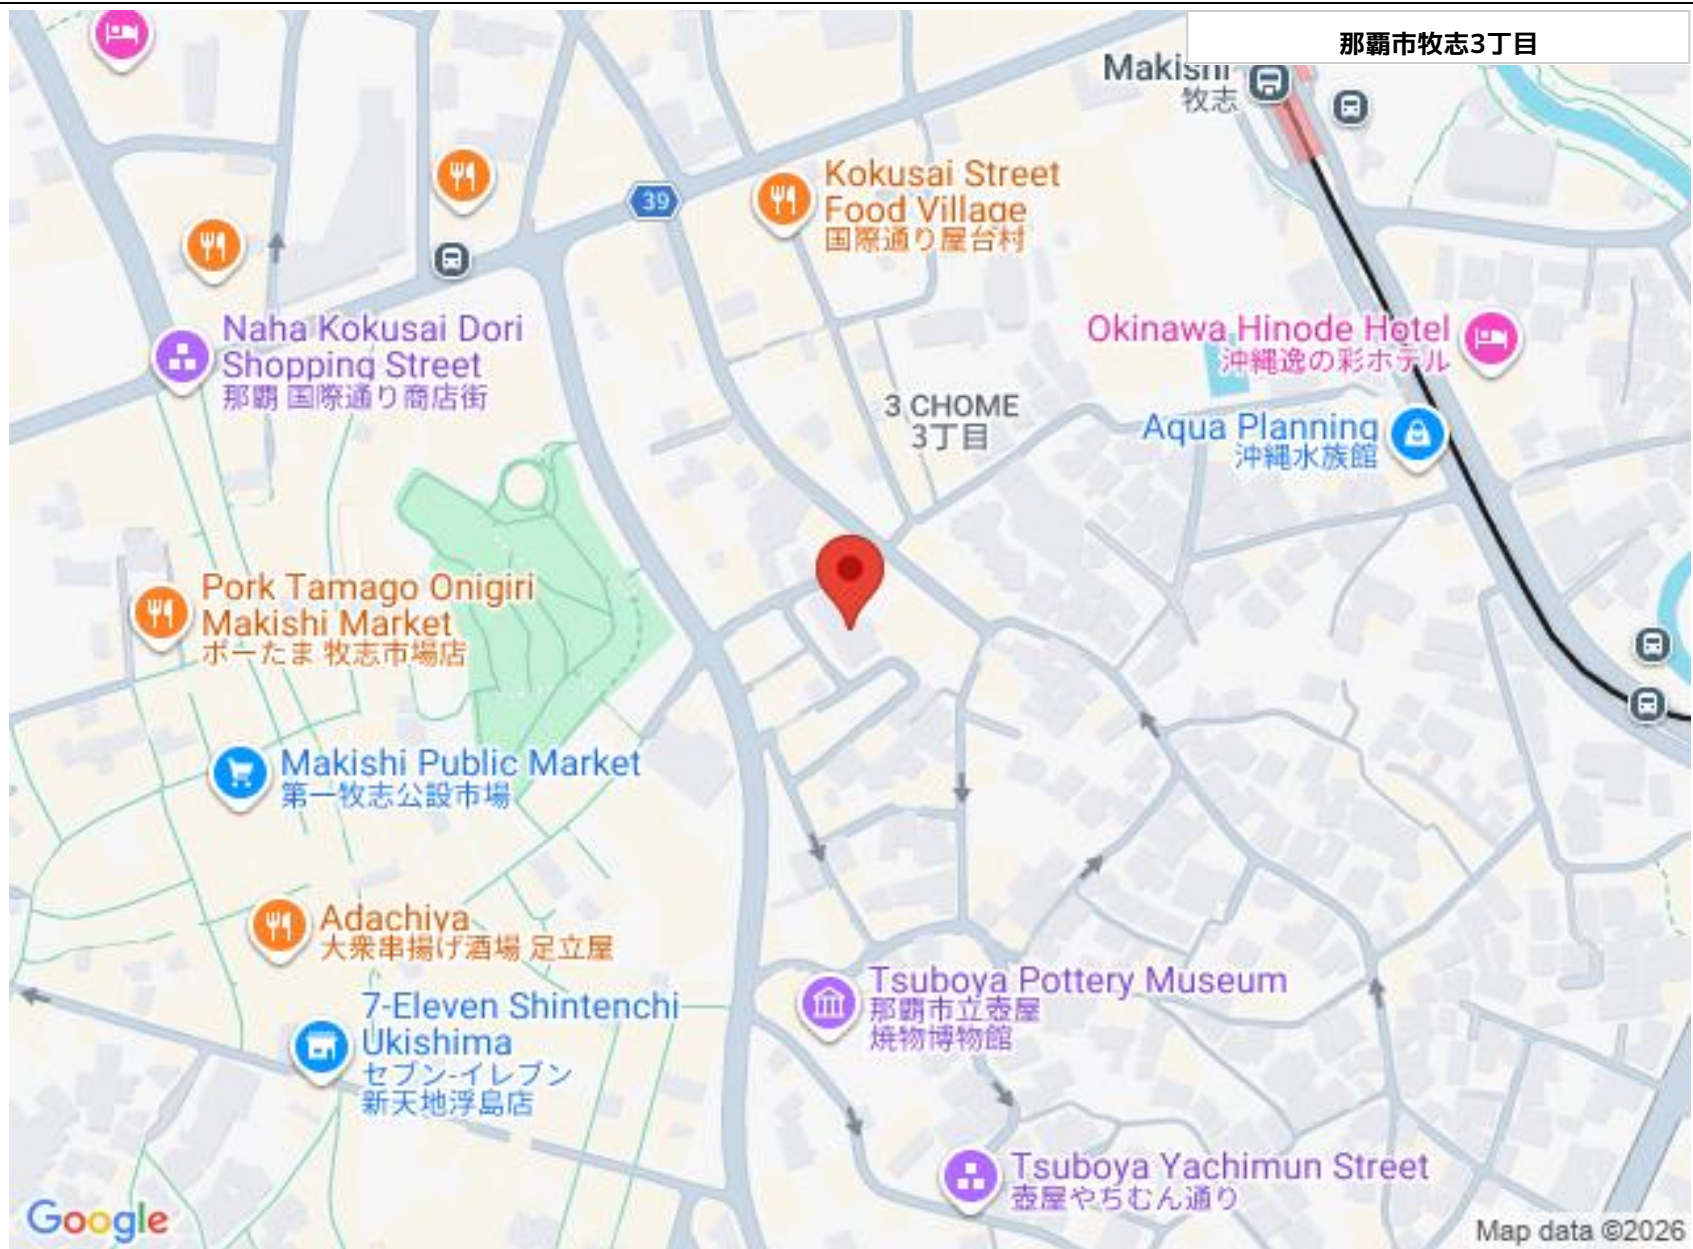 那覇市牧志3丁目
Makishi
牧志
39
Kokusai Street
Food Village
国際通り屋台村
Naha Kokusai Dori
Shopping Street
那覇 国際通り商店街
Okinawa Hinode Hotel
沖縄逸の彩ホテル
3 CHOME
3丁目
Aqua Planning
沖縄水族館
Pork Tamago Onigiri
Makishi Market
ポーたま 牧志市場店
Makishi Public Market
第一牧志公設市場
Adachiya
大衆串揚げ酒場 足立屋
Tsuboya Pottery Museum
那覇市立壺屋
焼物博物館
7-Eleven Shintenchi
Ukishima
セブン-イレブン
新天地浮島店
Tsuboya Yachimun Street
壺屋やちむん通り
Google
Map data ©2026